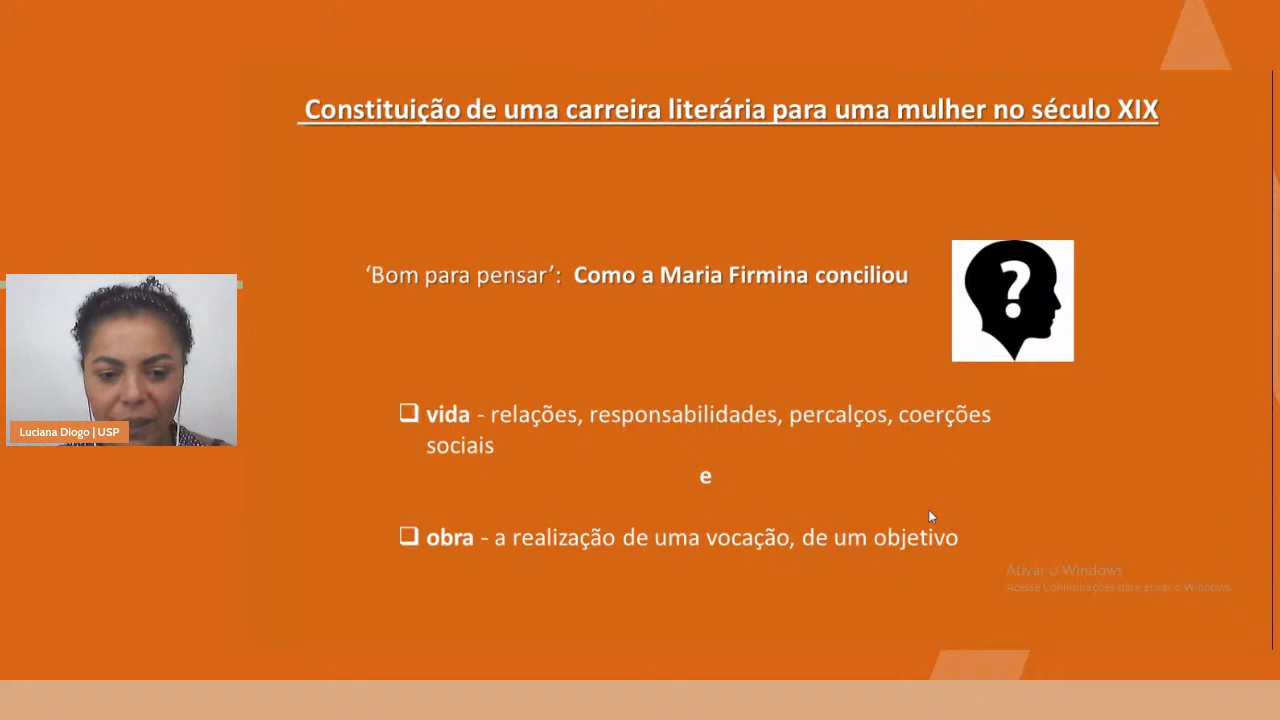 Constituição de uma carreira literária para uma mulher no século XIX
‘Bom para pensar’: Como a Maria Firmina conciliou
?
vida - relações, responsabilidades, percalços, coerções
sociais
e
obra - a realização de uma vocação, de um objetivo
Luciana Diogo | USP
Ativar o Windows
Acesse Configurações para ativar o Windows.